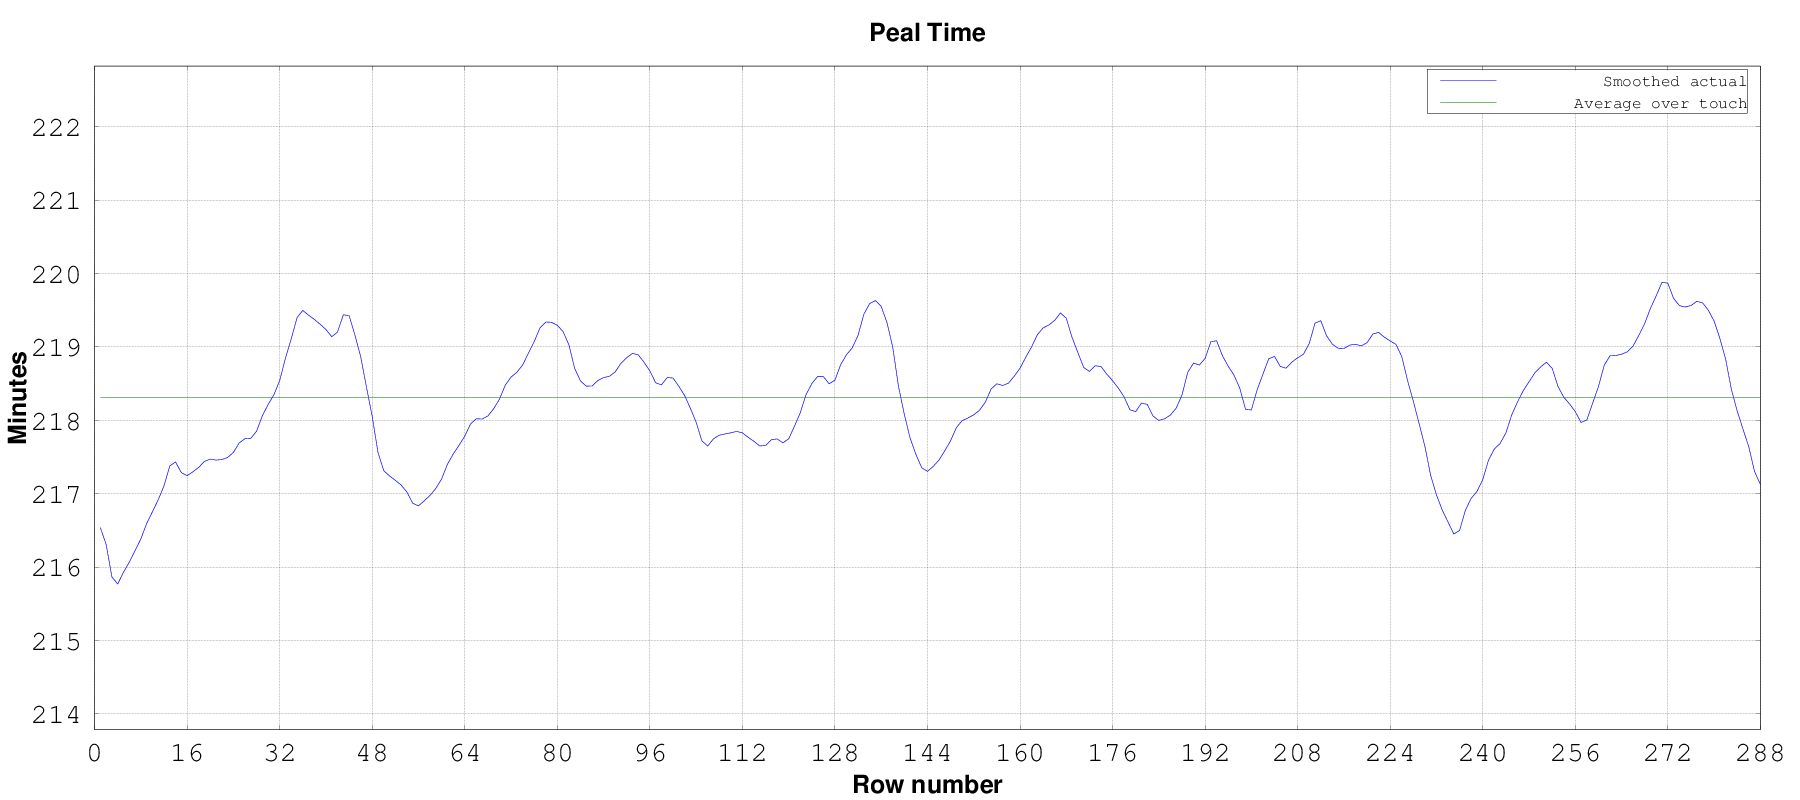 Peal Time
Smoothed actual
Average over touch
222
221
220
219
218
217
216
215
214
Minutes
0 16 32 48 64 80 96 112 128 144 160 176 192 208 224 240 256 272 288
Row number